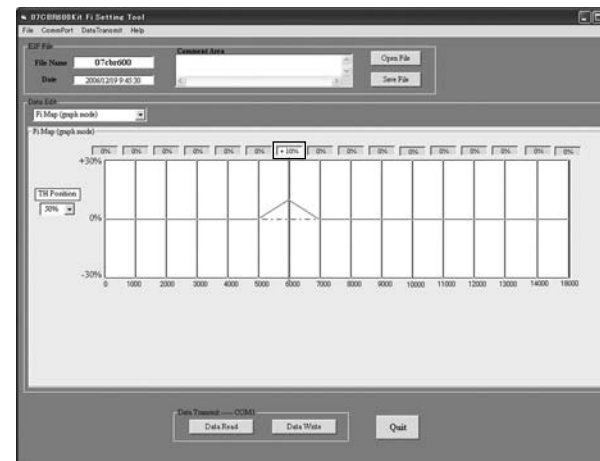 07CBR600Kit Fi Setting Tool
File CommPort DataTransmit Help
File Name
07cbr600
Comment Area
Open File
Date
2006/12/19 9:45:30
Save File
Data Edit
Fi Map (graph mode)
Fi Map (graph mode)
0% 0% 0% 0% 0% 0% +10% 0% 0% 0% 0% 0% 0% 0% 0%
+30%
TH Position
50%
0%
-30%
0 1000 2000 3000 4000 5000 6000 7000 8000 9000 10000 11000 12000 13000 14000 18000
Data Transmit ---- COM1
Data Read Data Write Quit